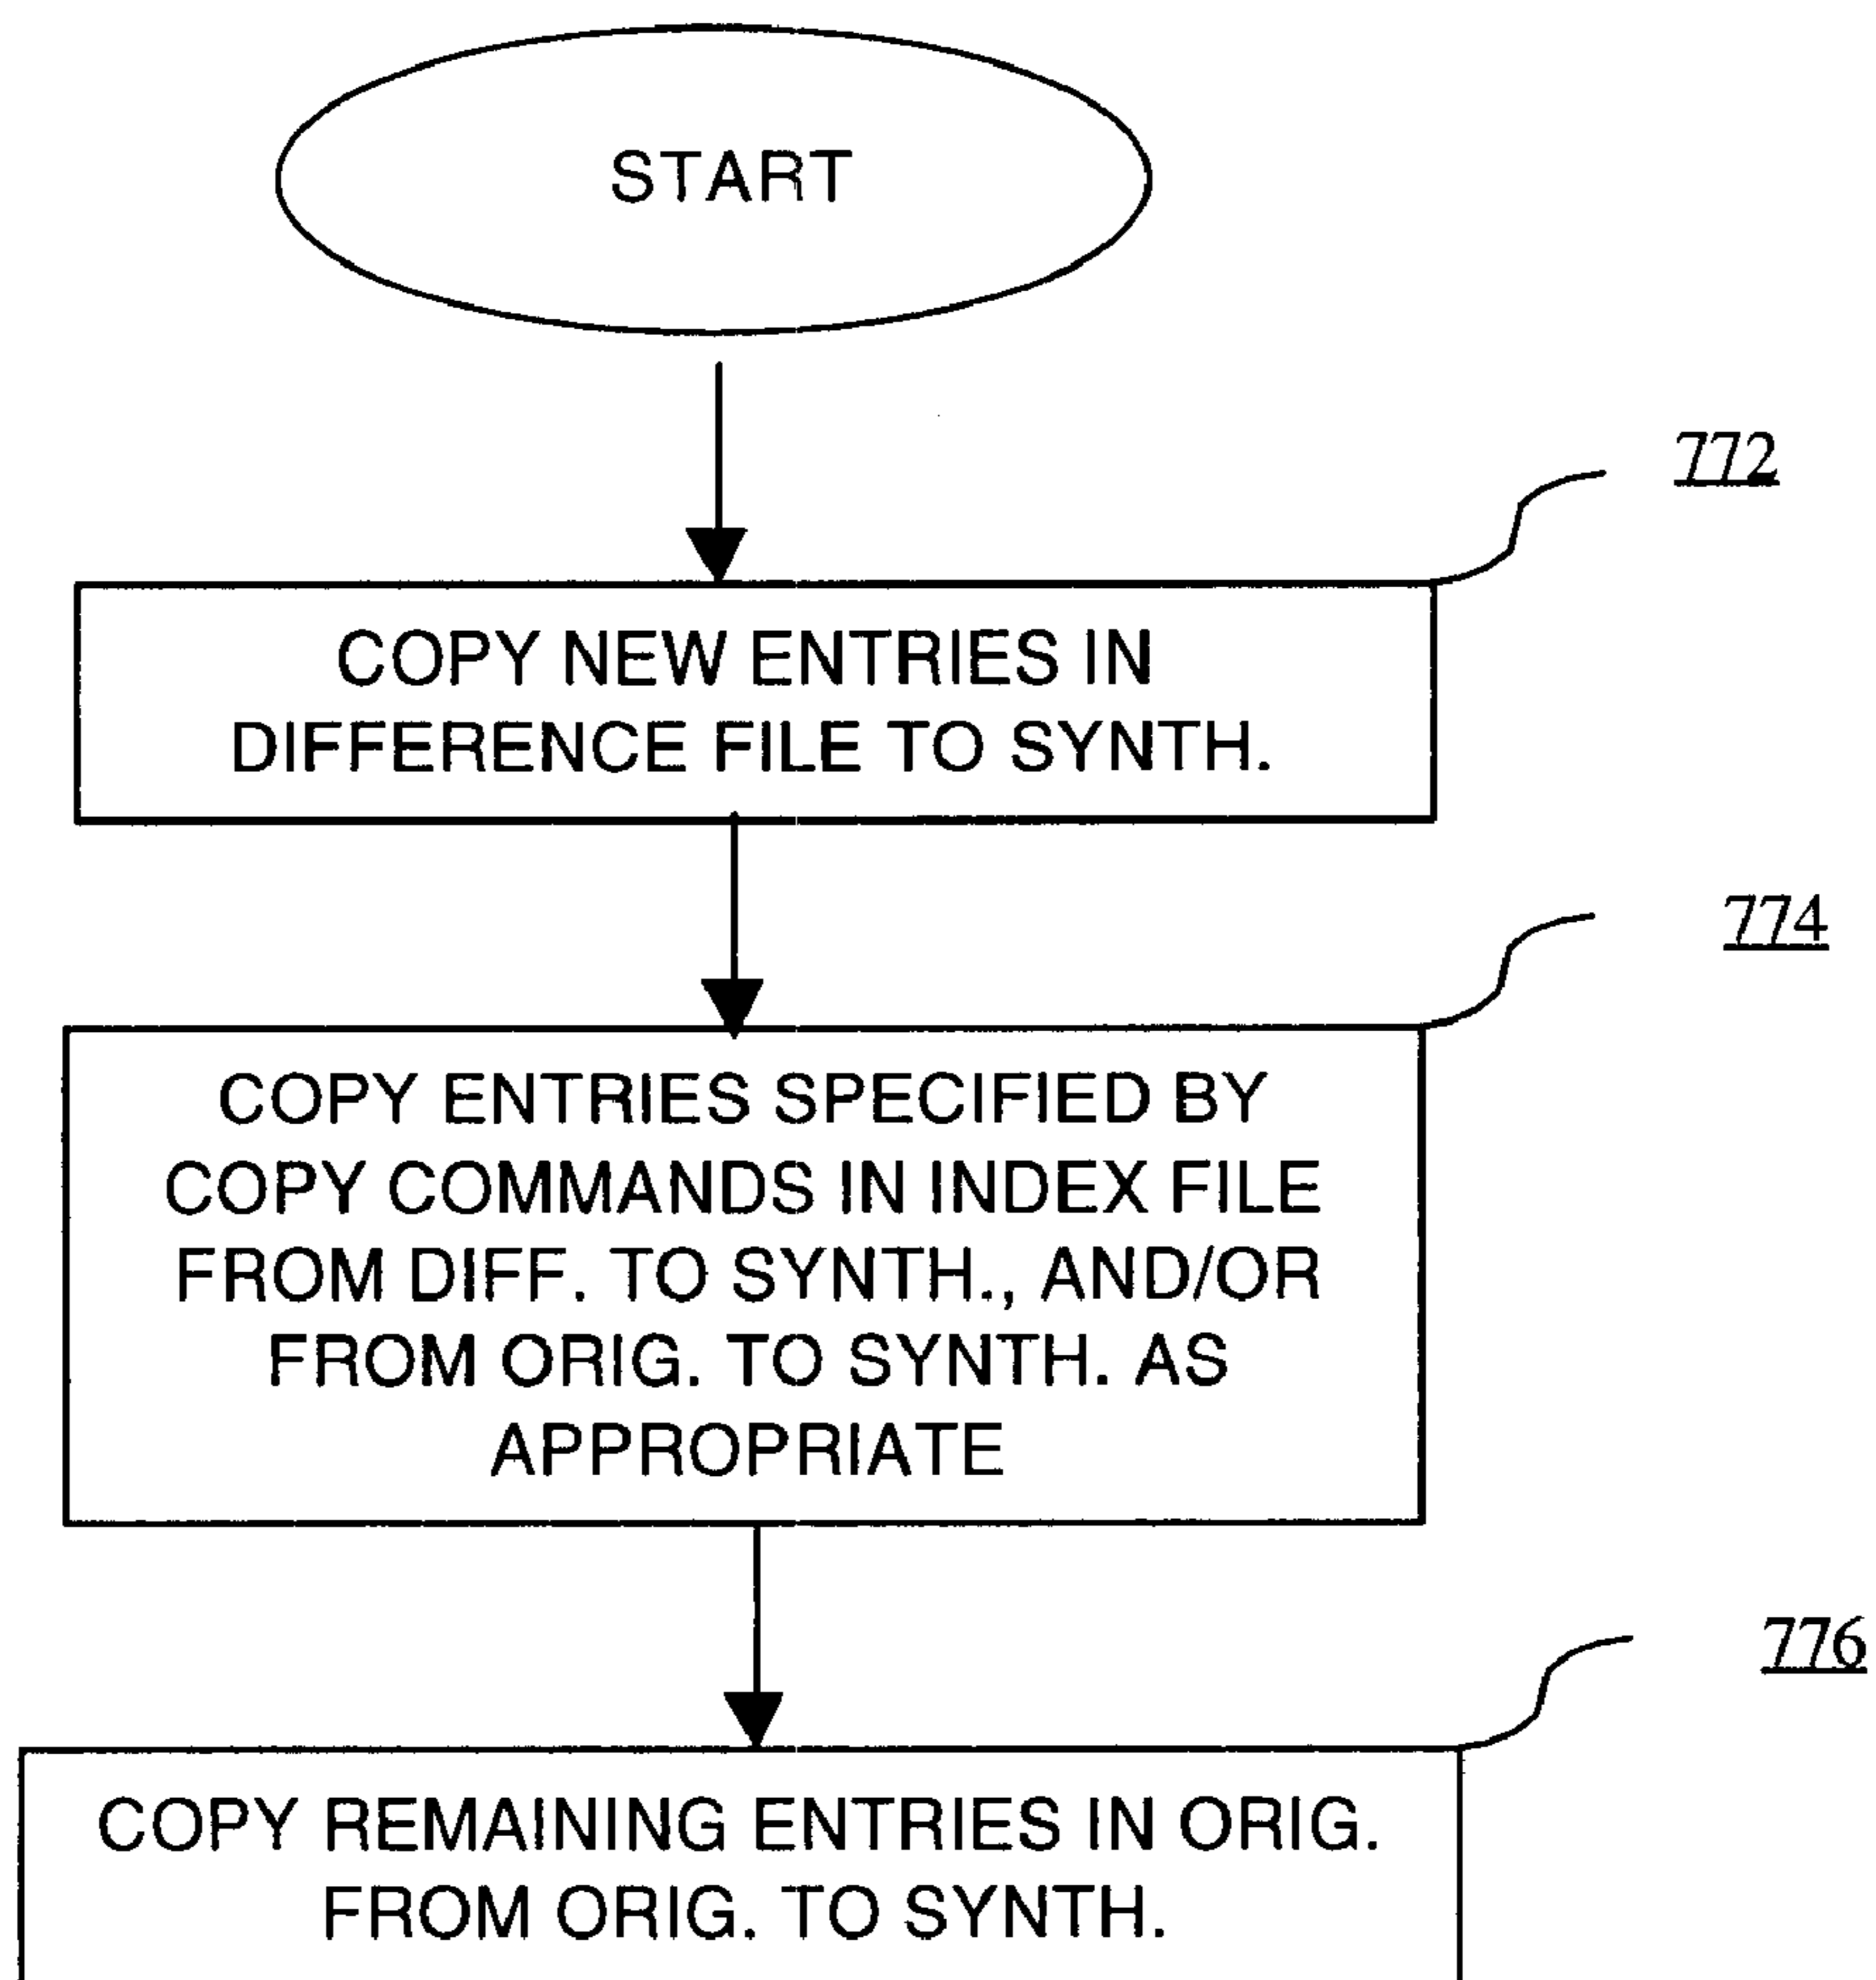 START
772
COPY NEW ENTRIES IN
DIFFERENCE FILE TO SYNTH.
774
COPY ENTRIES SPECIFIED BY
COPY COMMANDS IN INDEX FILE
FROM DIFF. TO SYNTH., AND/OR
FROM ORIG. TO SYNTH. AS
APPROPRIATE
776
COPY REMAINING ENTRIES IN ORIG.
FROM ORIG. TO SYNTH.